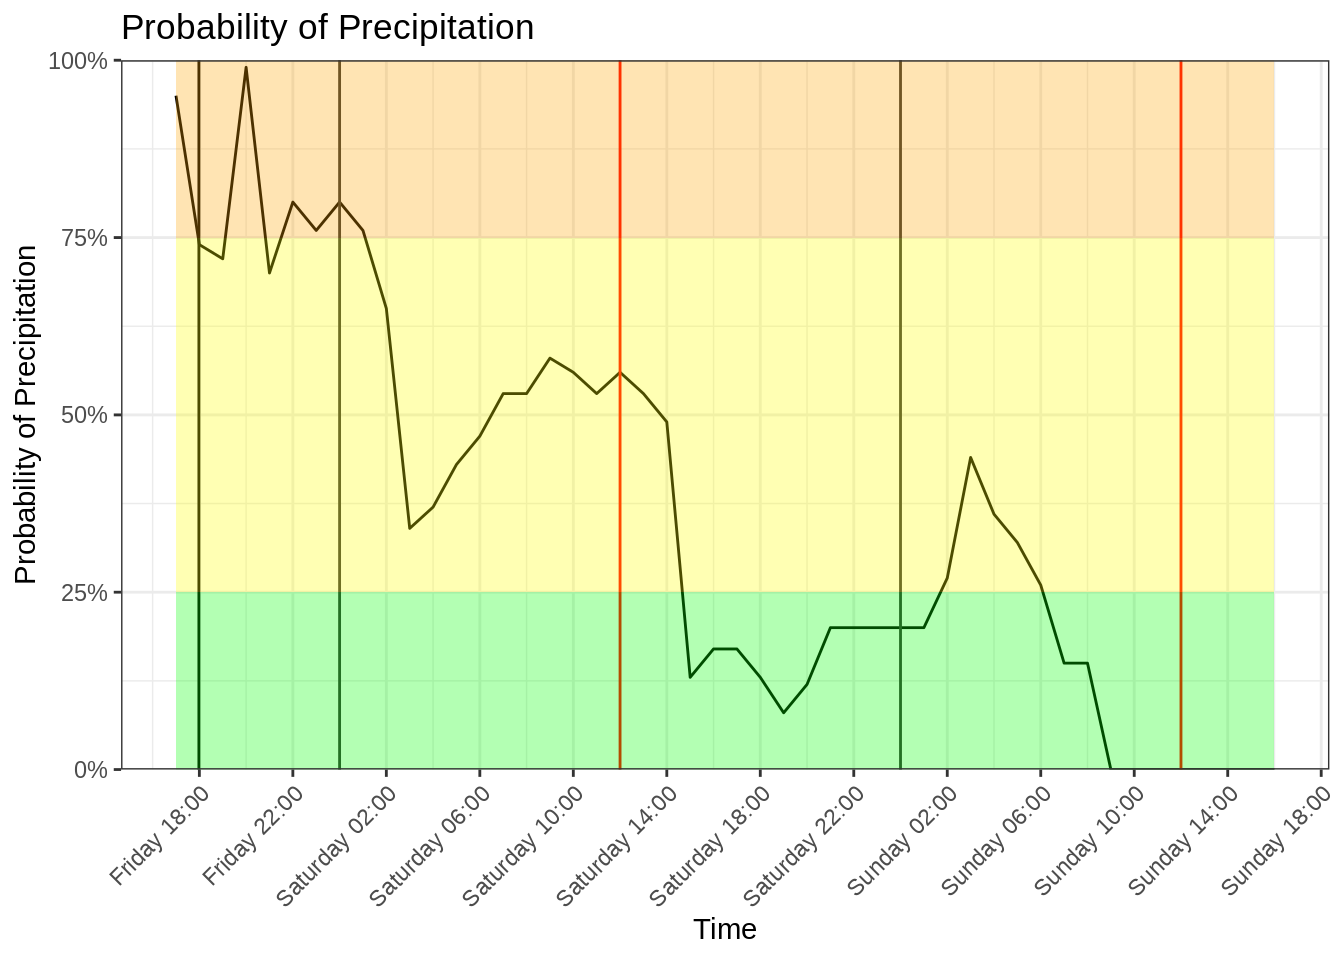 Probability of Precipitation
Probability of Precipitation
100%
75%
50%
25%
0%
Friday 18:00
Friday 22:00
Saturday 02:00
Saturday 06:00
Saturday 10:00
Saturday 14:00
Saturday 18:00
Saturday 22:00
Sunday 02:00
Sunday 06:00
Sunday 10:00
Sunday 14:00
Sunday 18:00
Time